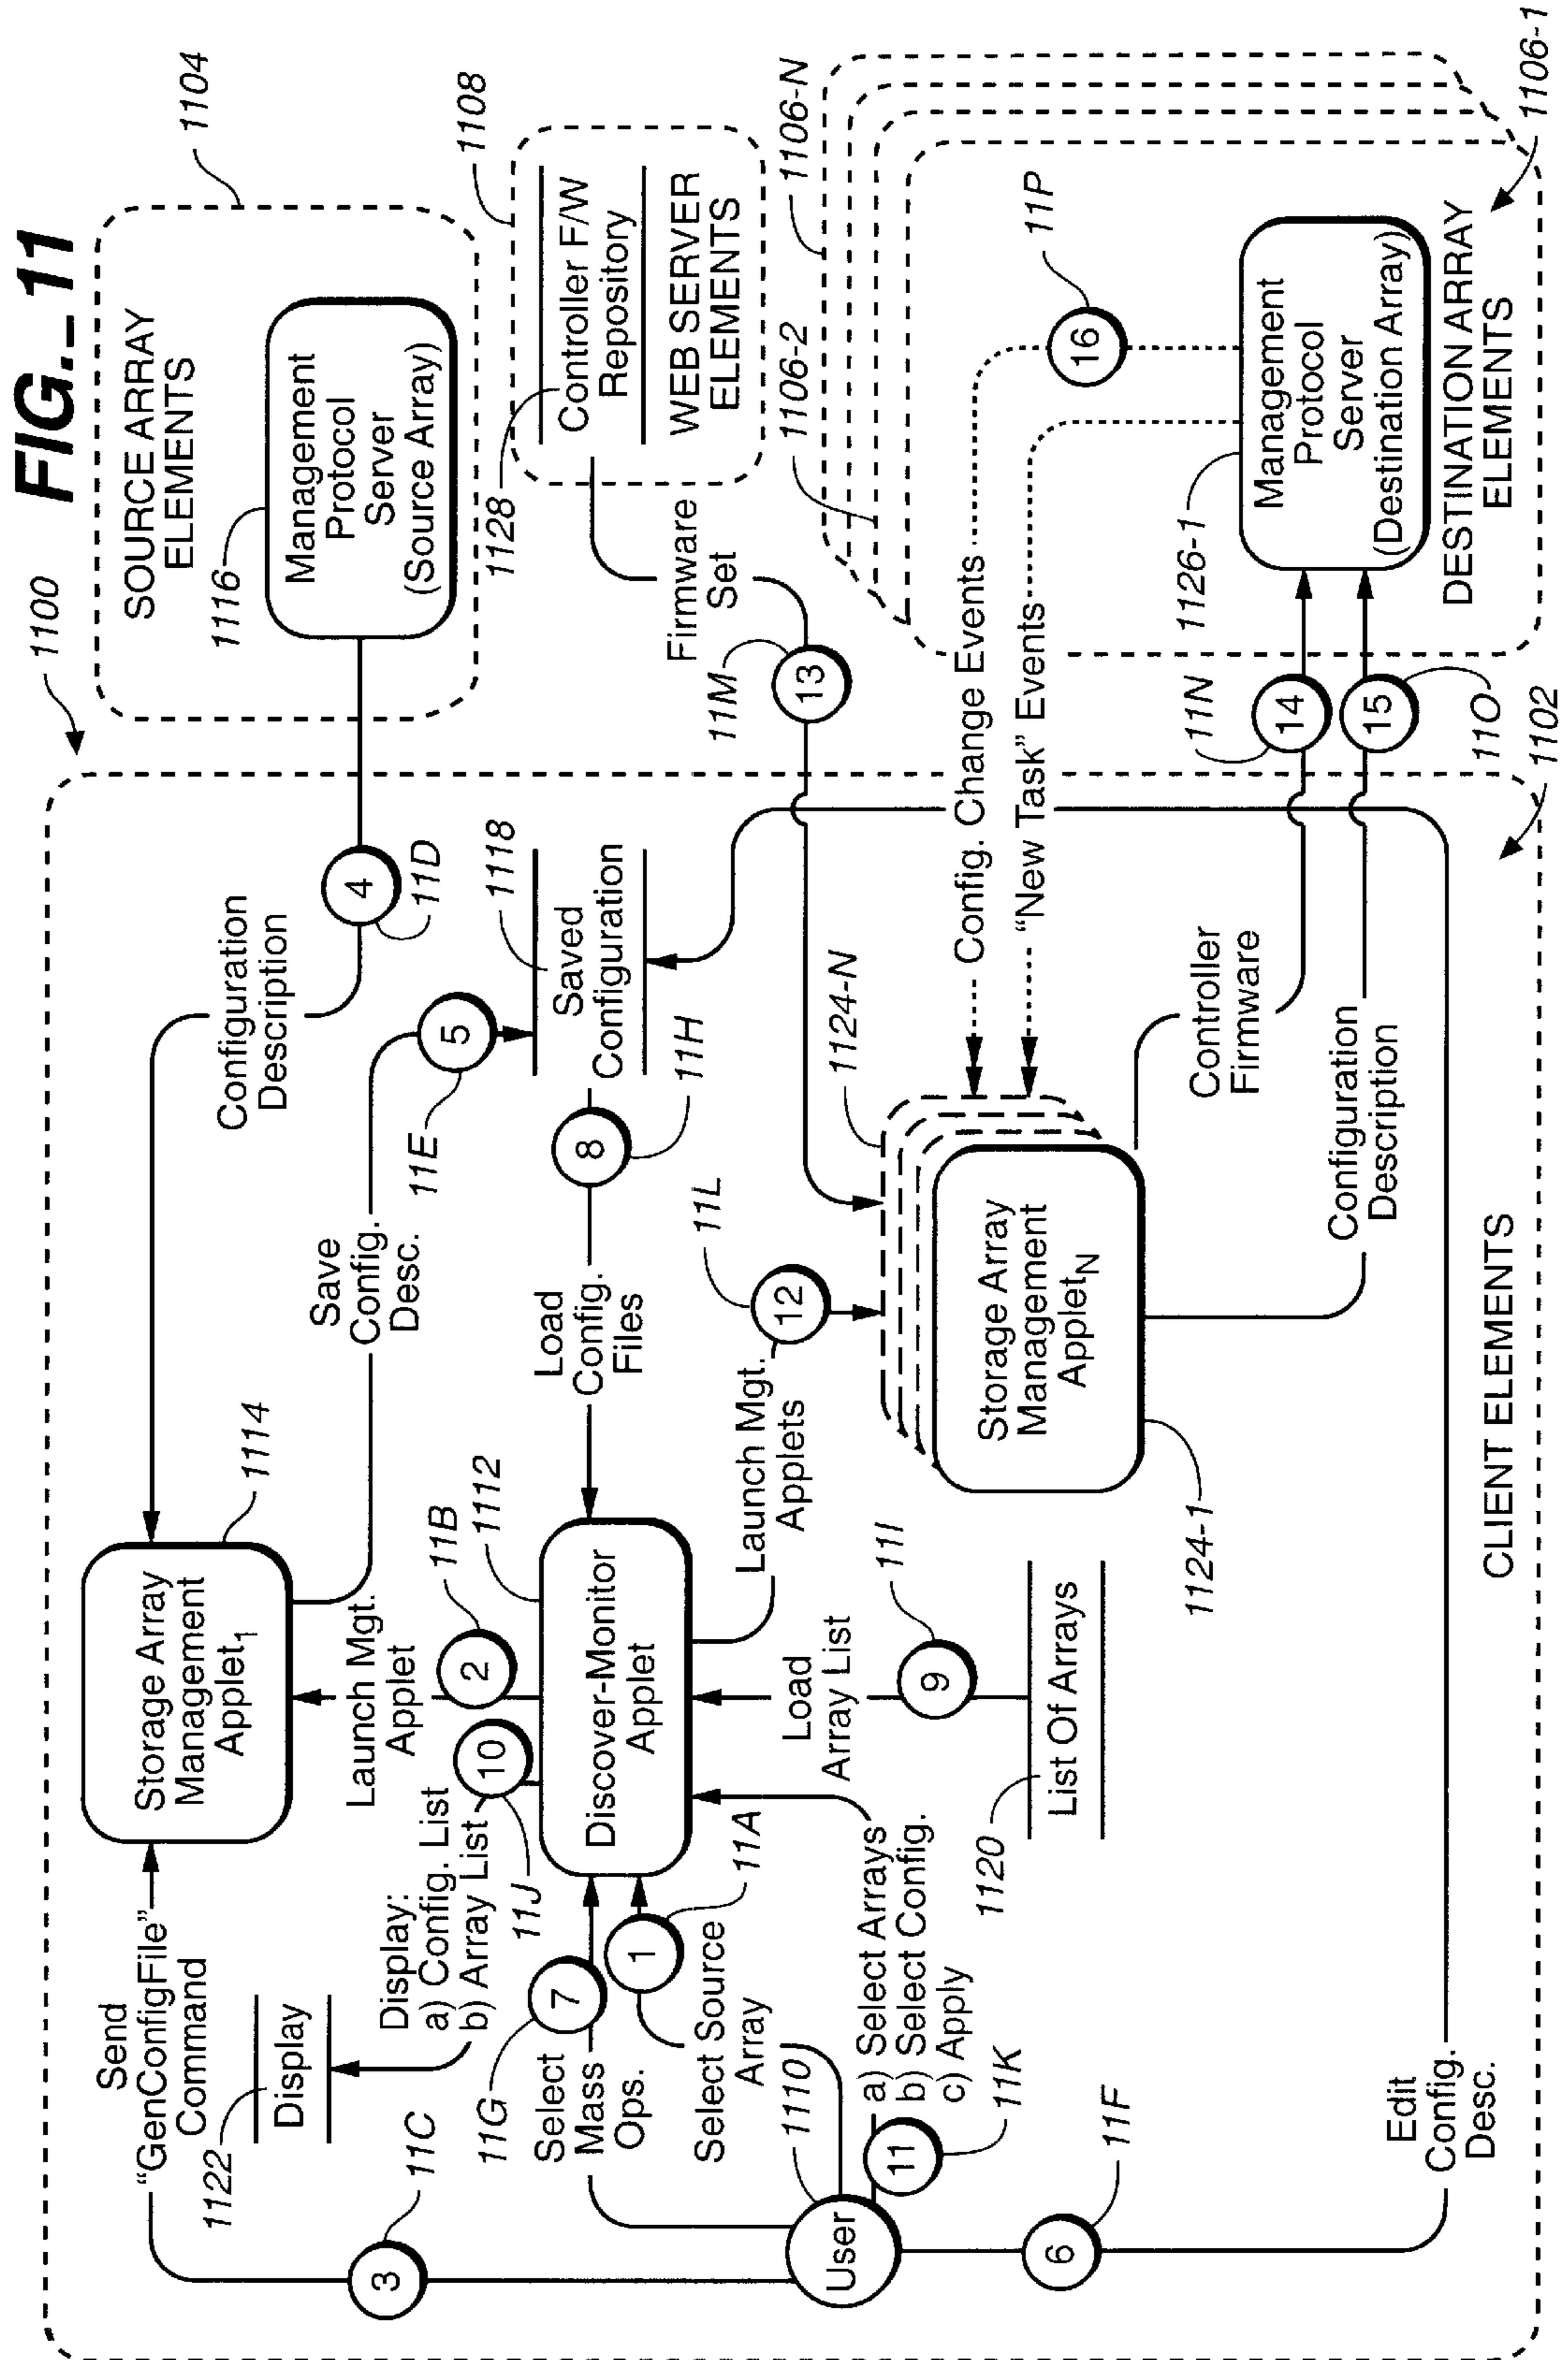 FIG._11
1100
SOURCE ARRAY
ELEMENTS
1104
1116
Management
Protocol
Server
(Source Array)
1108
1128
Controller F/W
Repository
WEB SERVER
ELEMENTS
Firmware
Set
13
11M
1106-2
1106-N
1106-1
16
11P
Config. Change Events
"New Task" Events
1126-1
Management
Protocol
Server
(Destination Array)
DESTINATION ARRAY
ELEMENTS
14
11N
15
11O
1102
Send
"GenConfigFile"
Command
3
11C
Storage Array
Management
Applet1
1114
Configuration
Description
4
11D
Save
Config.
Desc.
5
11E
1118
Saved
Configuration
Launch Mgt.
Applet
2
11B
1122
Display
Display:
a) Config. List
b) Array List
10
11J
Discover-Monitor
Applet
1112
Load
Config.
Files
8
11H
Select
Mass
Ops.
7
11G
Select Source
Array
1
11A
User
1110
a) Select Arrays
b) Select Config.
c) Apply
11
11K
Load
Array List
9
11I
1120
List Of Arrays
Launch Mgt.
Applets
12
11L
1124-N
Storage Array
Management
AppletN
1124-1
Controller
Firmware
Configuration
Description
6
11F
Edit
Config.
Desc.
CLIENT ELEMENTS